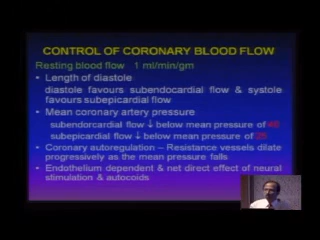 CONTROL OF CORONARY BLOOD FLOW
Resting blood flow 1 ml/min/gm
• Length of diastole
diastole favours subendocardial flow & systole
favours subepicardial flow
• Mean coronary artery pressure
subendorcardial flow ↓ below mean pressure of 40
subepicardial flow ↓ below mean pressure of 25
• Coronary autoregulation – Resistance vessels dilate
progressively as the mean pressure falls
• Endothelium dependent & net direct effect of neural
stimulation & autocoids